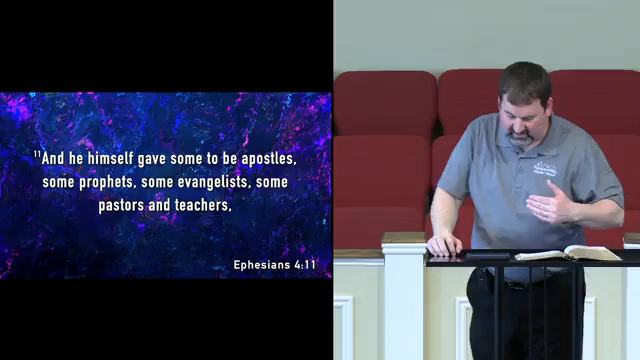 ¹¹And he himself gave some to be apostles,
some prophets, some evangelists, some
pastors and teachers,
Ephesians 4:11